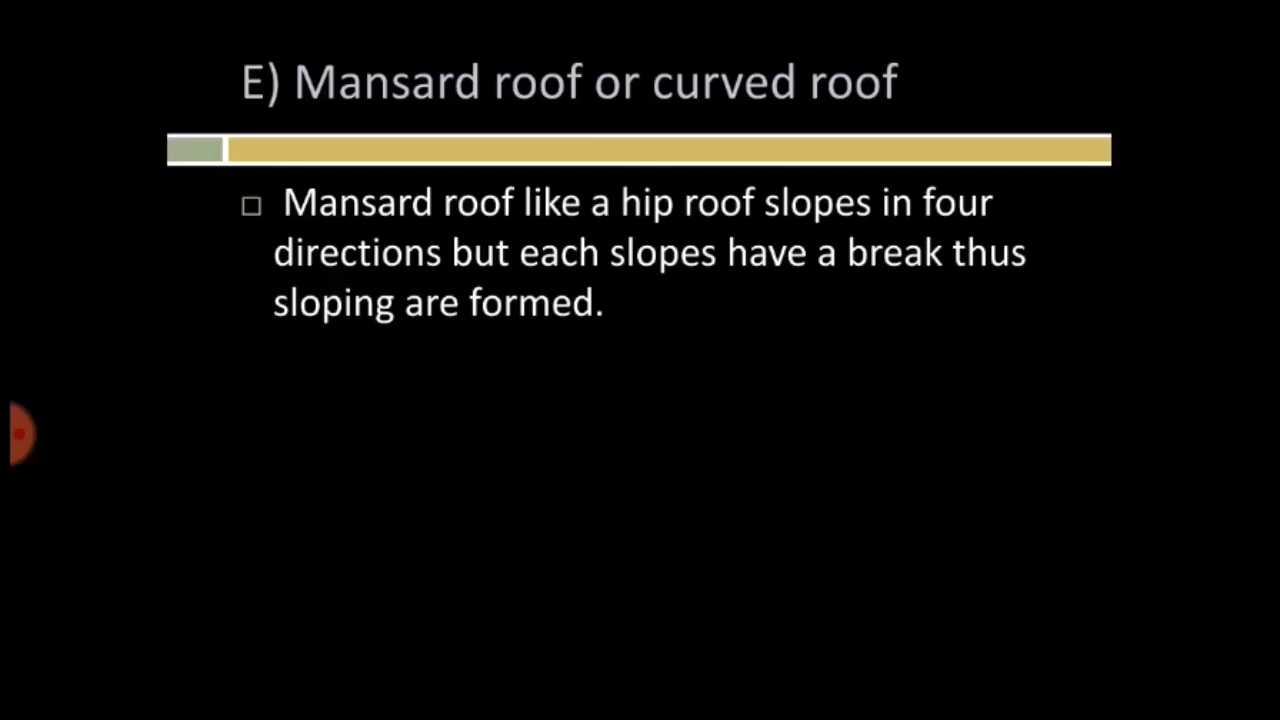 E) Mansard roof or curved roof
Mansard roof like a hip roof slopes in four
directions but each slopes have a break thus
sloping are formed.